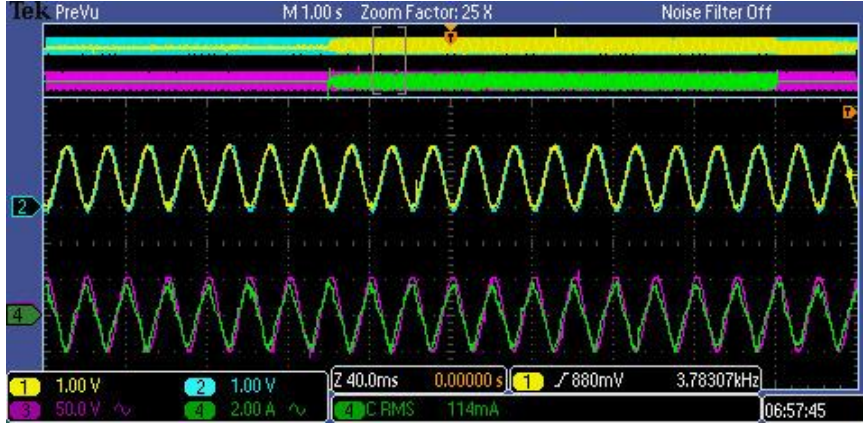 Tek PreVu M 1.00 s Zoom Factor: 25 X Noise Filter Off
T
T
2
4
1 1.00 V 2 1.00 V Z 40.0ms 0.00000 s 1 880mV 3.78307kHz
3 50.0 V 4 2.00 A 4 C RMS 114mA 06:57:45